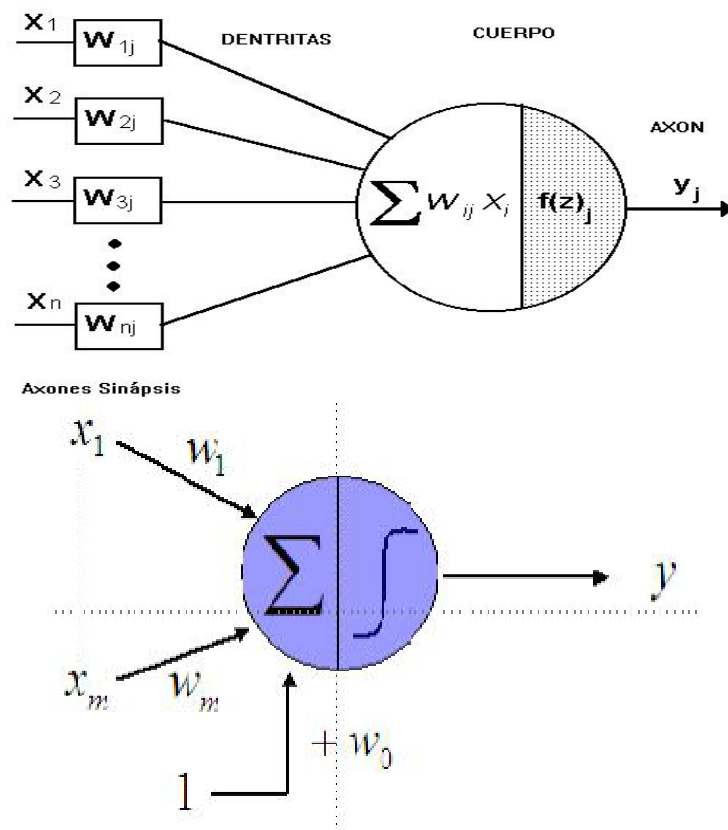 X1 W1j DENTRITAS CUERPO
X2 W2j AXON
X3 W3j ∑ Wij Xi f(z)j yj
Xn Wnj
Axones Sinápsis
x1 w1
∑ y
xm wm
+ w0
1